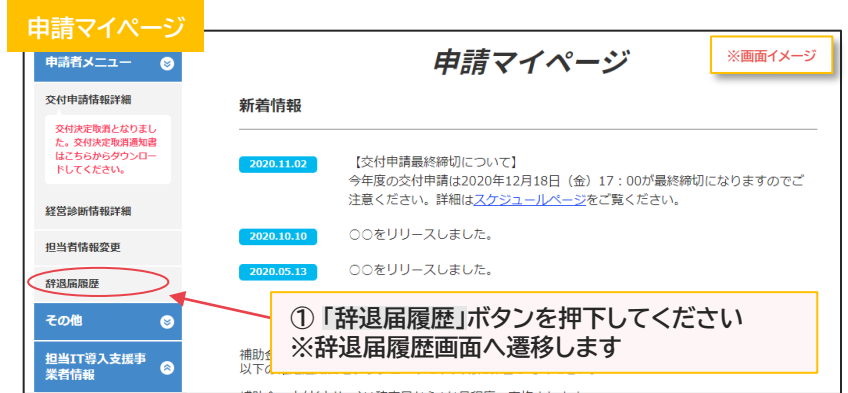 申請マイページ
申請者メニュー
申請マイページ
※画面イメージ
交付申請情報詳細
交付決定取消となりまし
た。交付決定取消通知書
はこちらからダウンロー
ドしてください。
経営診断情報詳細
担当者情報変更
辞退届履歴
その他
担当IT導入支援事
業者情報
新着情報
2020.11.02 【交付申請最終締切について】
今年度の交付申請は2020年12月18日（金）17：00が最終締切になりますのでご
注意ください。詳細はスケジュールページをご覧ください。
2020.10.10 ○○をリリースしました。
2020.05.13 ○○をリリースしました。
①「辞退届履歴」ボタンを押下してください
※辞退届履歴画面へ遷移します
補助金
以下の